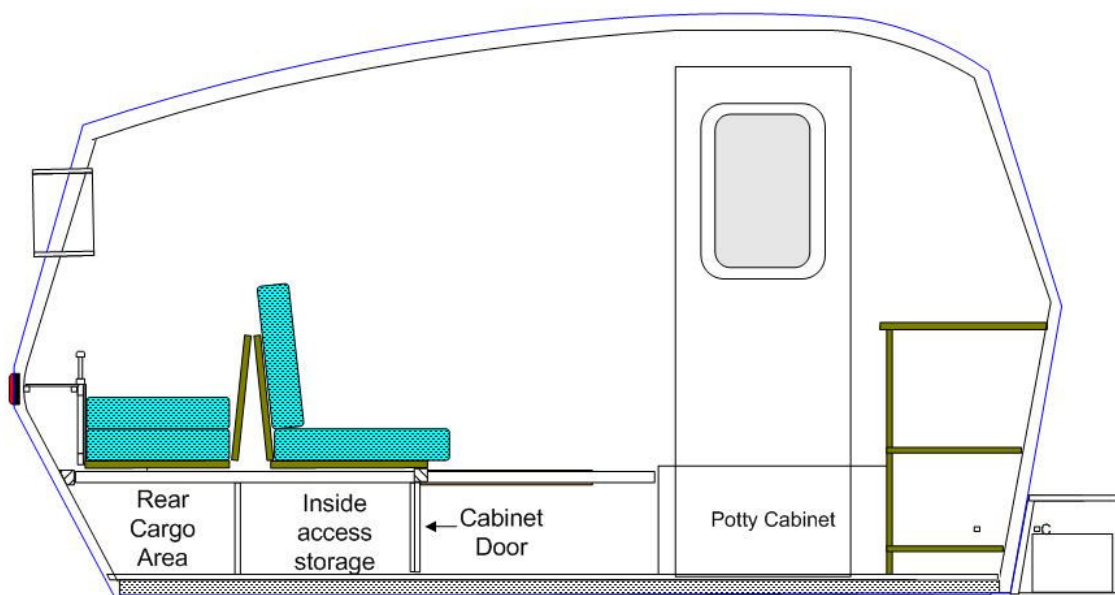 Rear
Cargo
Area
Inside
access
storage
Cabinet
Door
Potty Cabinet
C